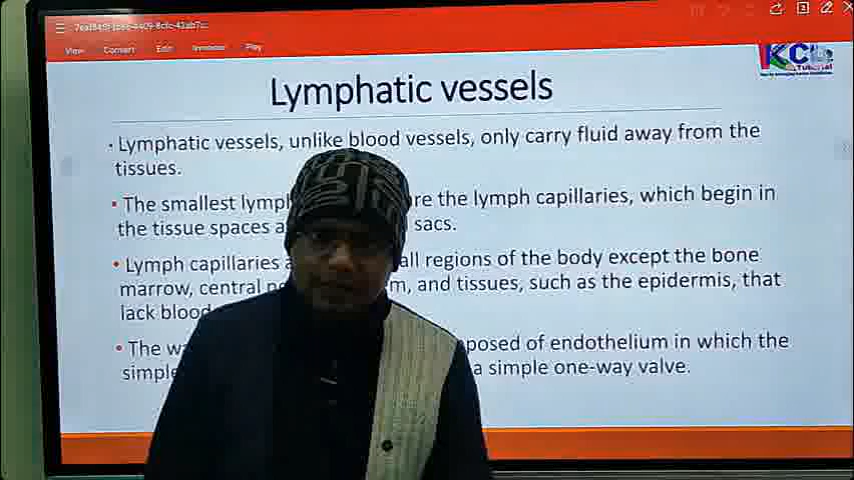 View Convert Edit Annotate Play
KCL
Tutorial
Lymphatic vessels
• Lymphatic vessels, unlike blood vessels, only carry fluid away from the
tissues.
• The smallest re the lymph capillaries, which begin in
the tissue spaces sacs.
• Lymph capillaries all regions of the body except the bone
marrow, central m, and tissues, such as the epidermis, that
lack blood
• The posed of endothelium in which the
simple a simple one-way valve.